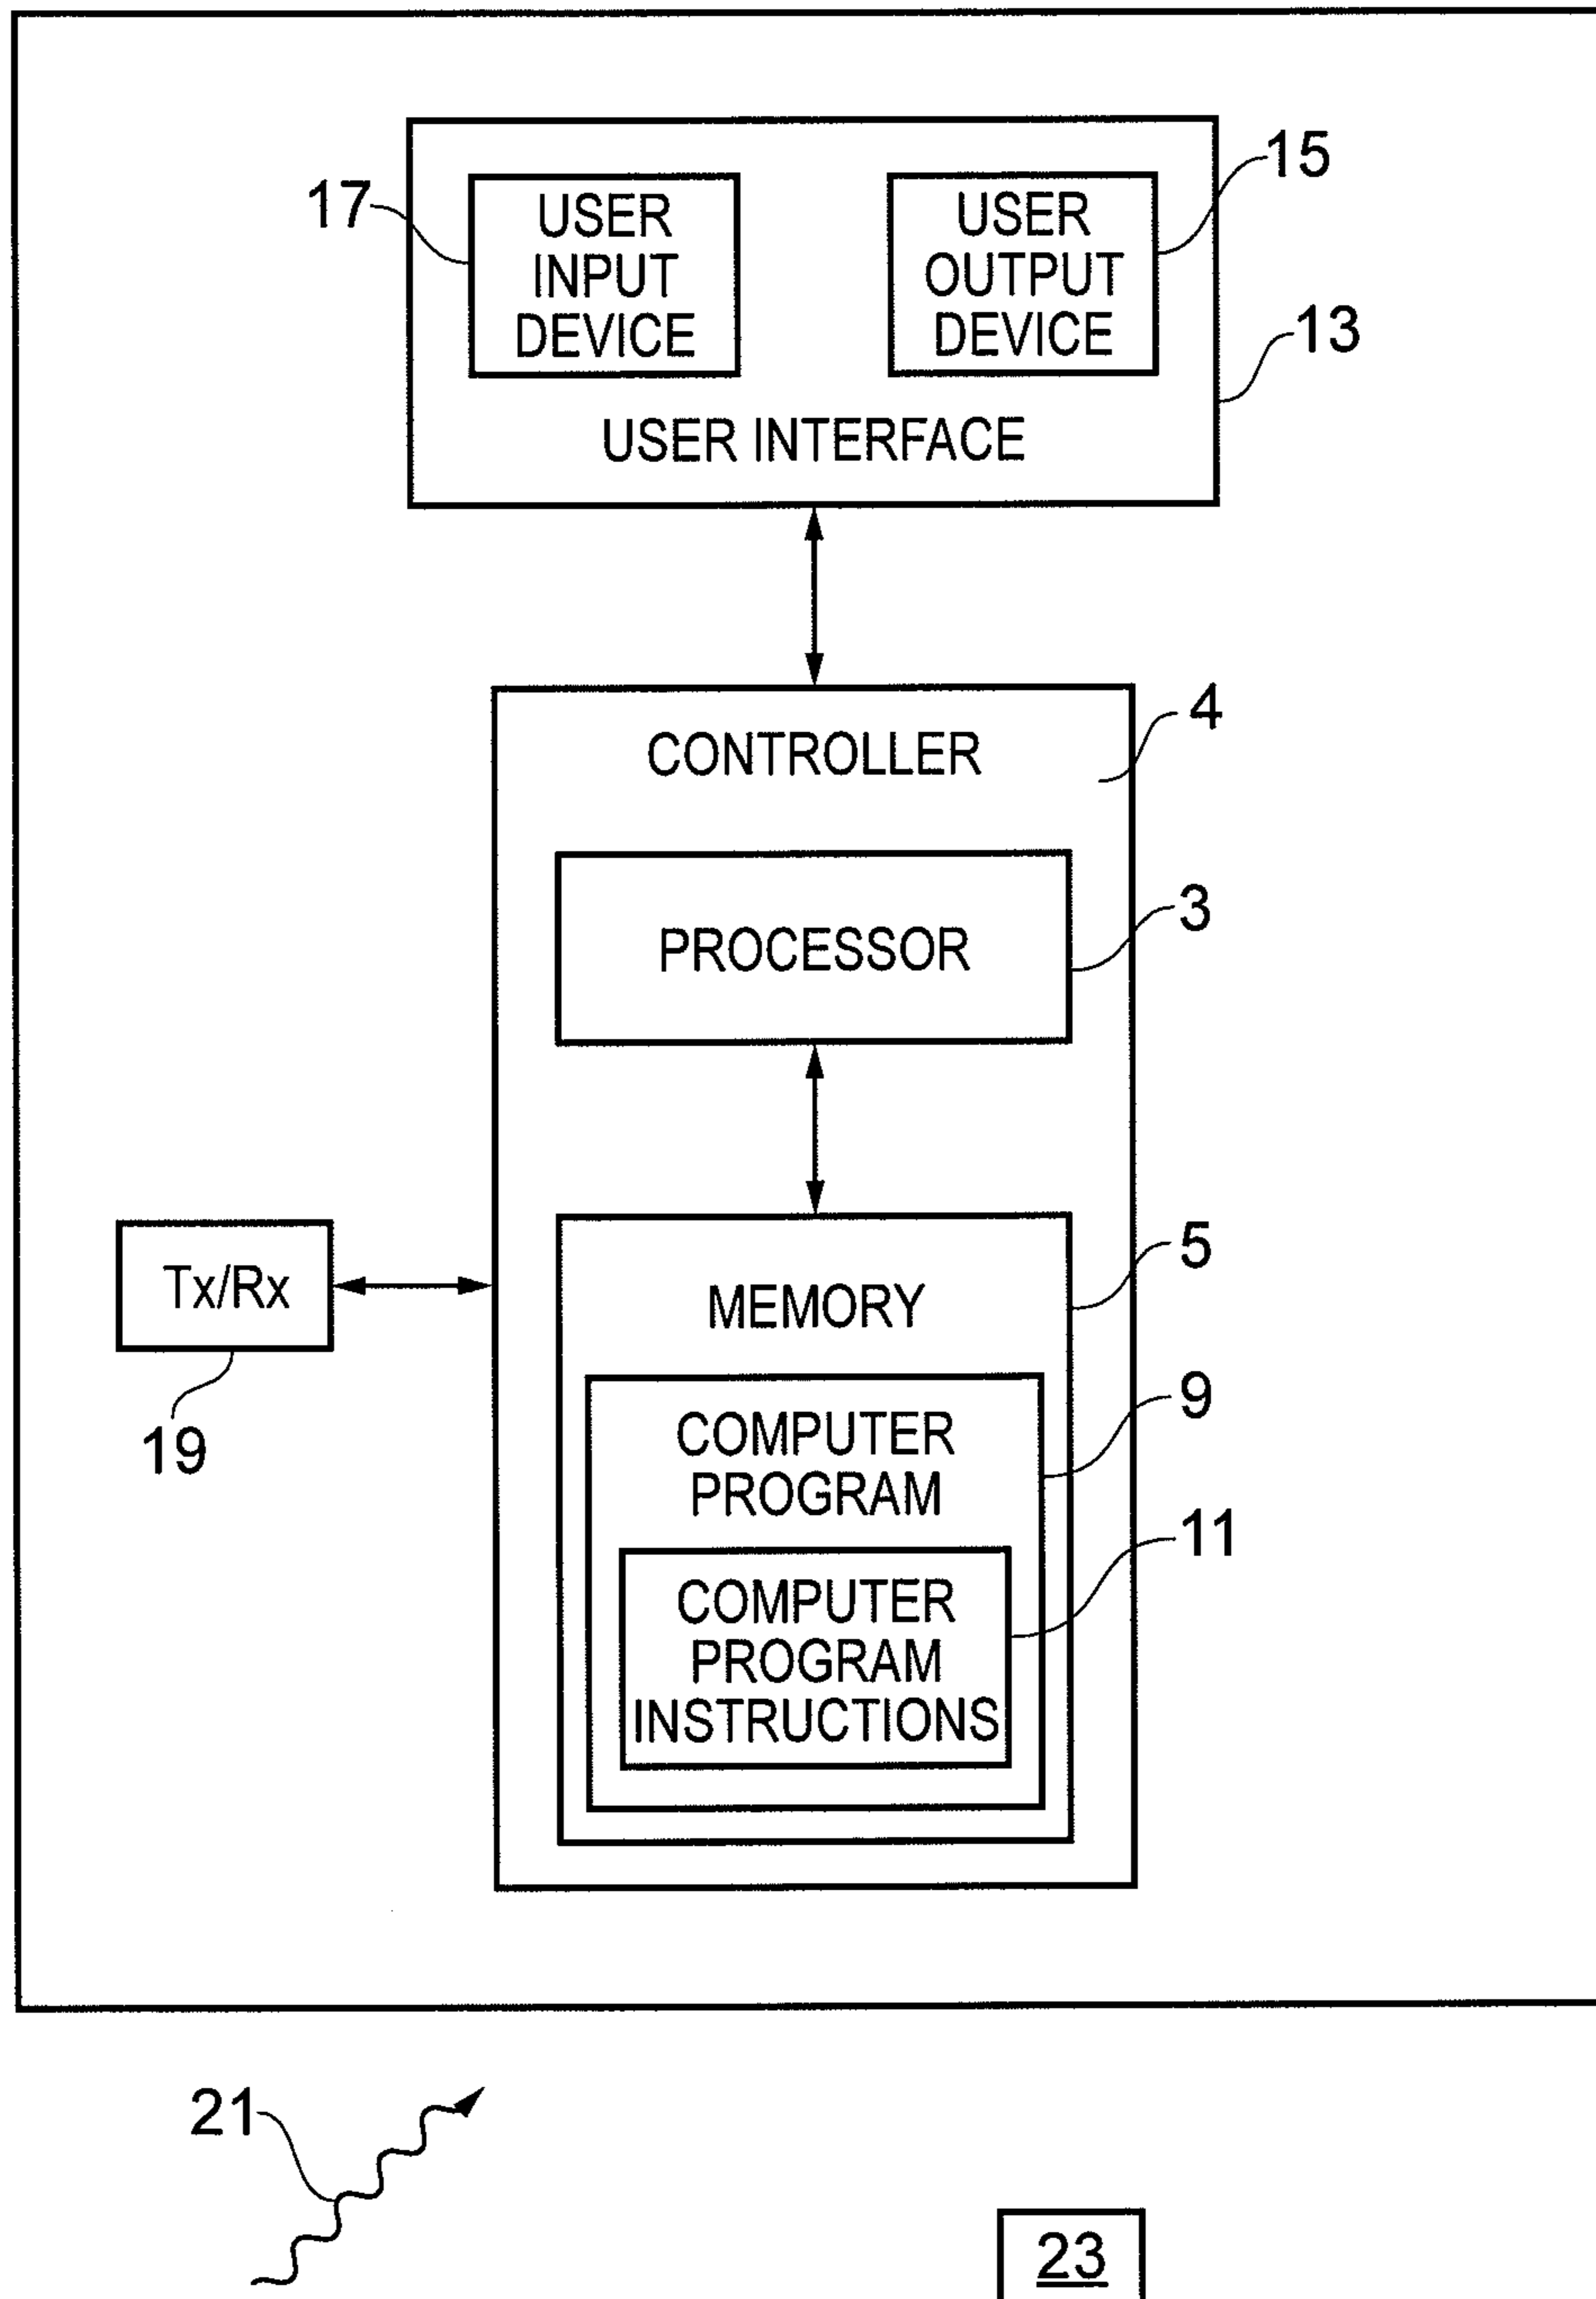 17
USER
INPUT
DEVICE
USER
OUTPUT
DEVICE
15
USER INTERFACE
13
CONTROLLER
4
PROCESSOR
3
Tx/Rx
19
MEMORY
5
COMPUTER
PROGRAM
9
COMPUTER
PROGRAM
INSTRUCTIONS
11
21
23